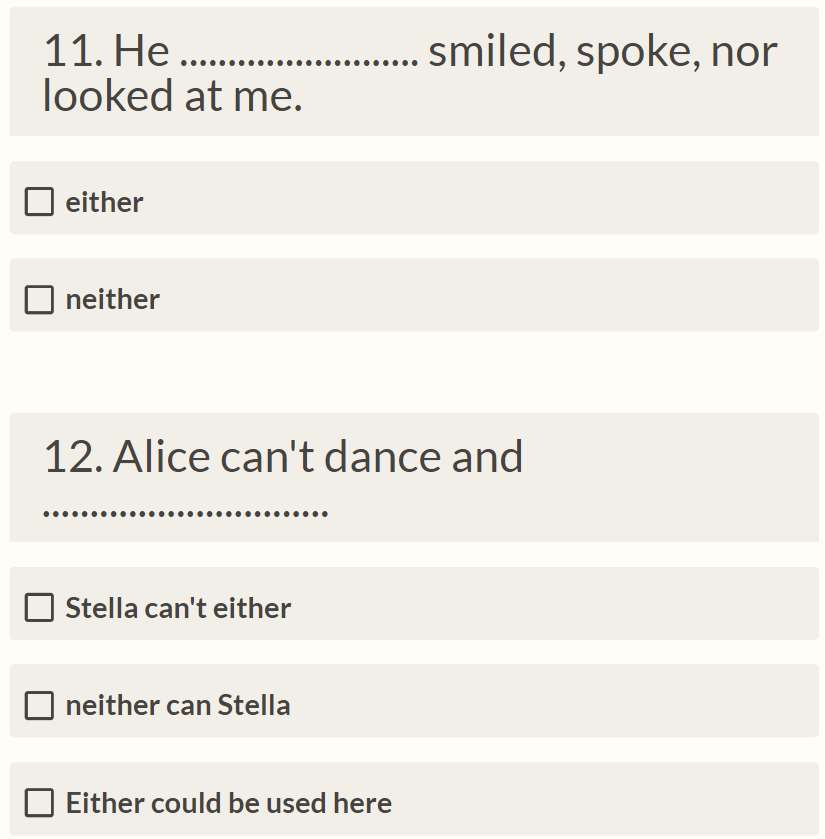 11. He ......................... smiled, spoke, nor
looked at me.
either
neither
12. Alice can't dance and
..............................
Stella can't either
neither can Stella
Either could be used here